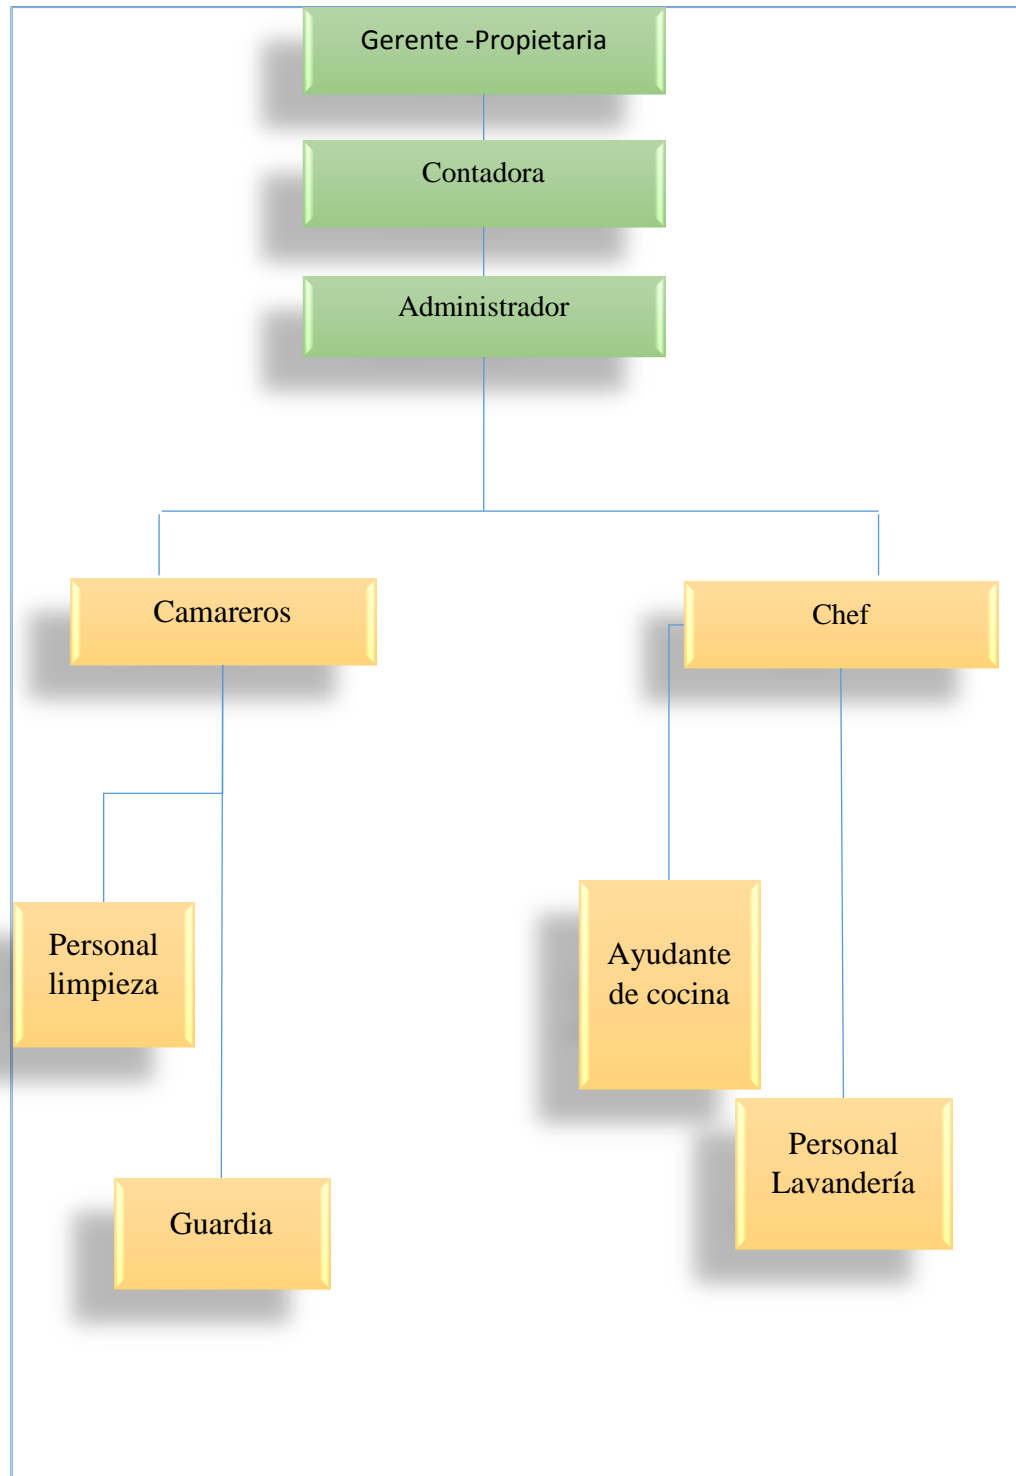 Gerente -Propietaria
Contadora
Administrador
Camareros
Chef
Personal
limpieza
Ayudante
de cocina
Personal
Lavandería
Guardia